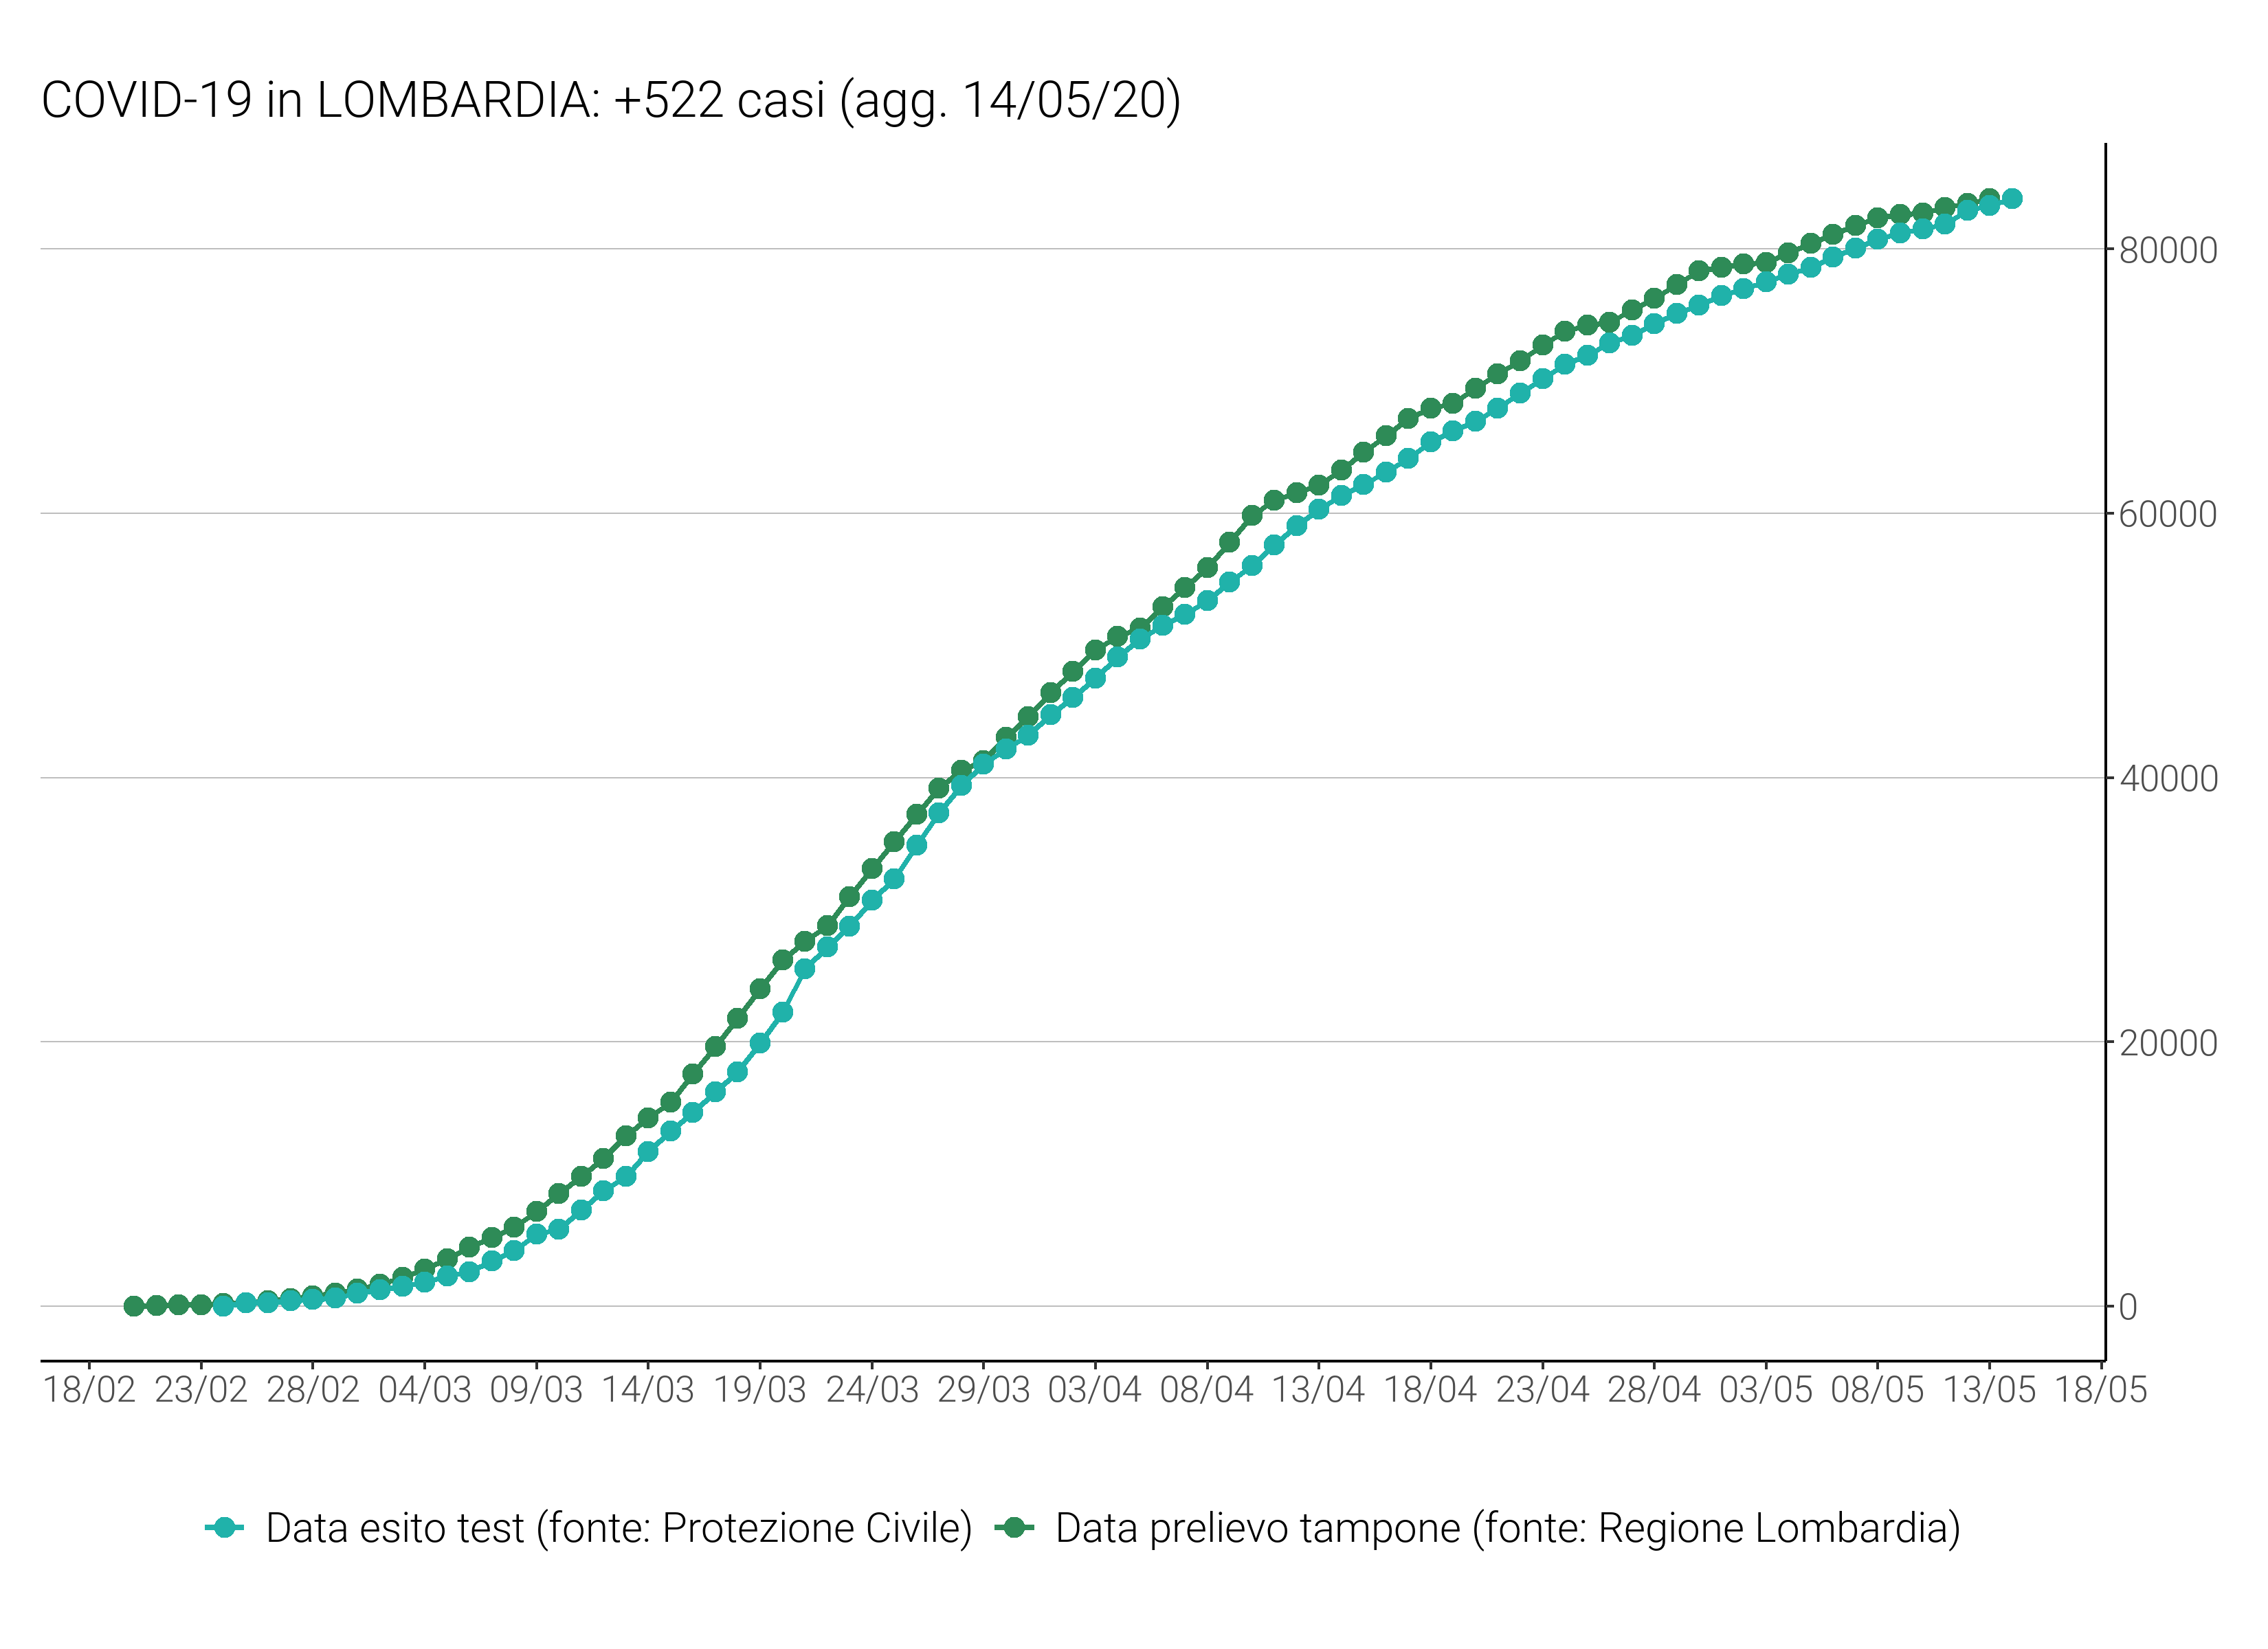 COVID-19 in LOMBARDIA: +522 casi (agg. 14/05/20)
80000
60000
40000
20000
0
18/02 23/02 28/02 04/03 09/03 14/03 19/03 24/03 29/03 03/04 08/04 13/04 18/04 23/04 28/04 03/05 08/05 13/05 18/05
Data esito test (fonte: Protezione Civile) Data prelievo tampone (fonte: Regione Lombardia)